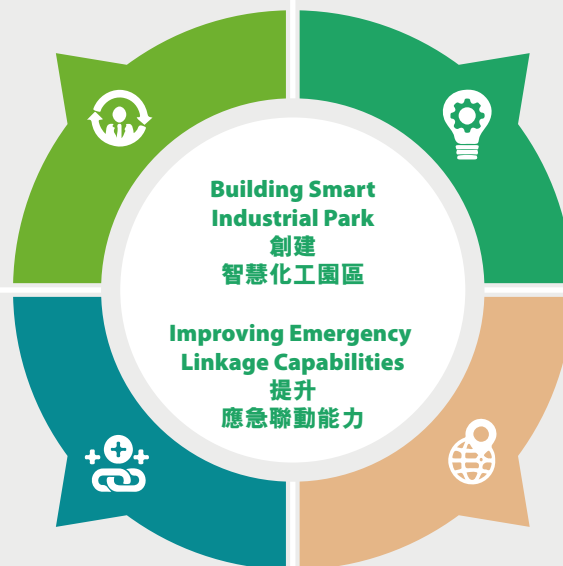 Building Smart
Industrial Park
創建
智慧化工園區
Improving Emergency
Linkage Capabilities
提升
應急聯動能力